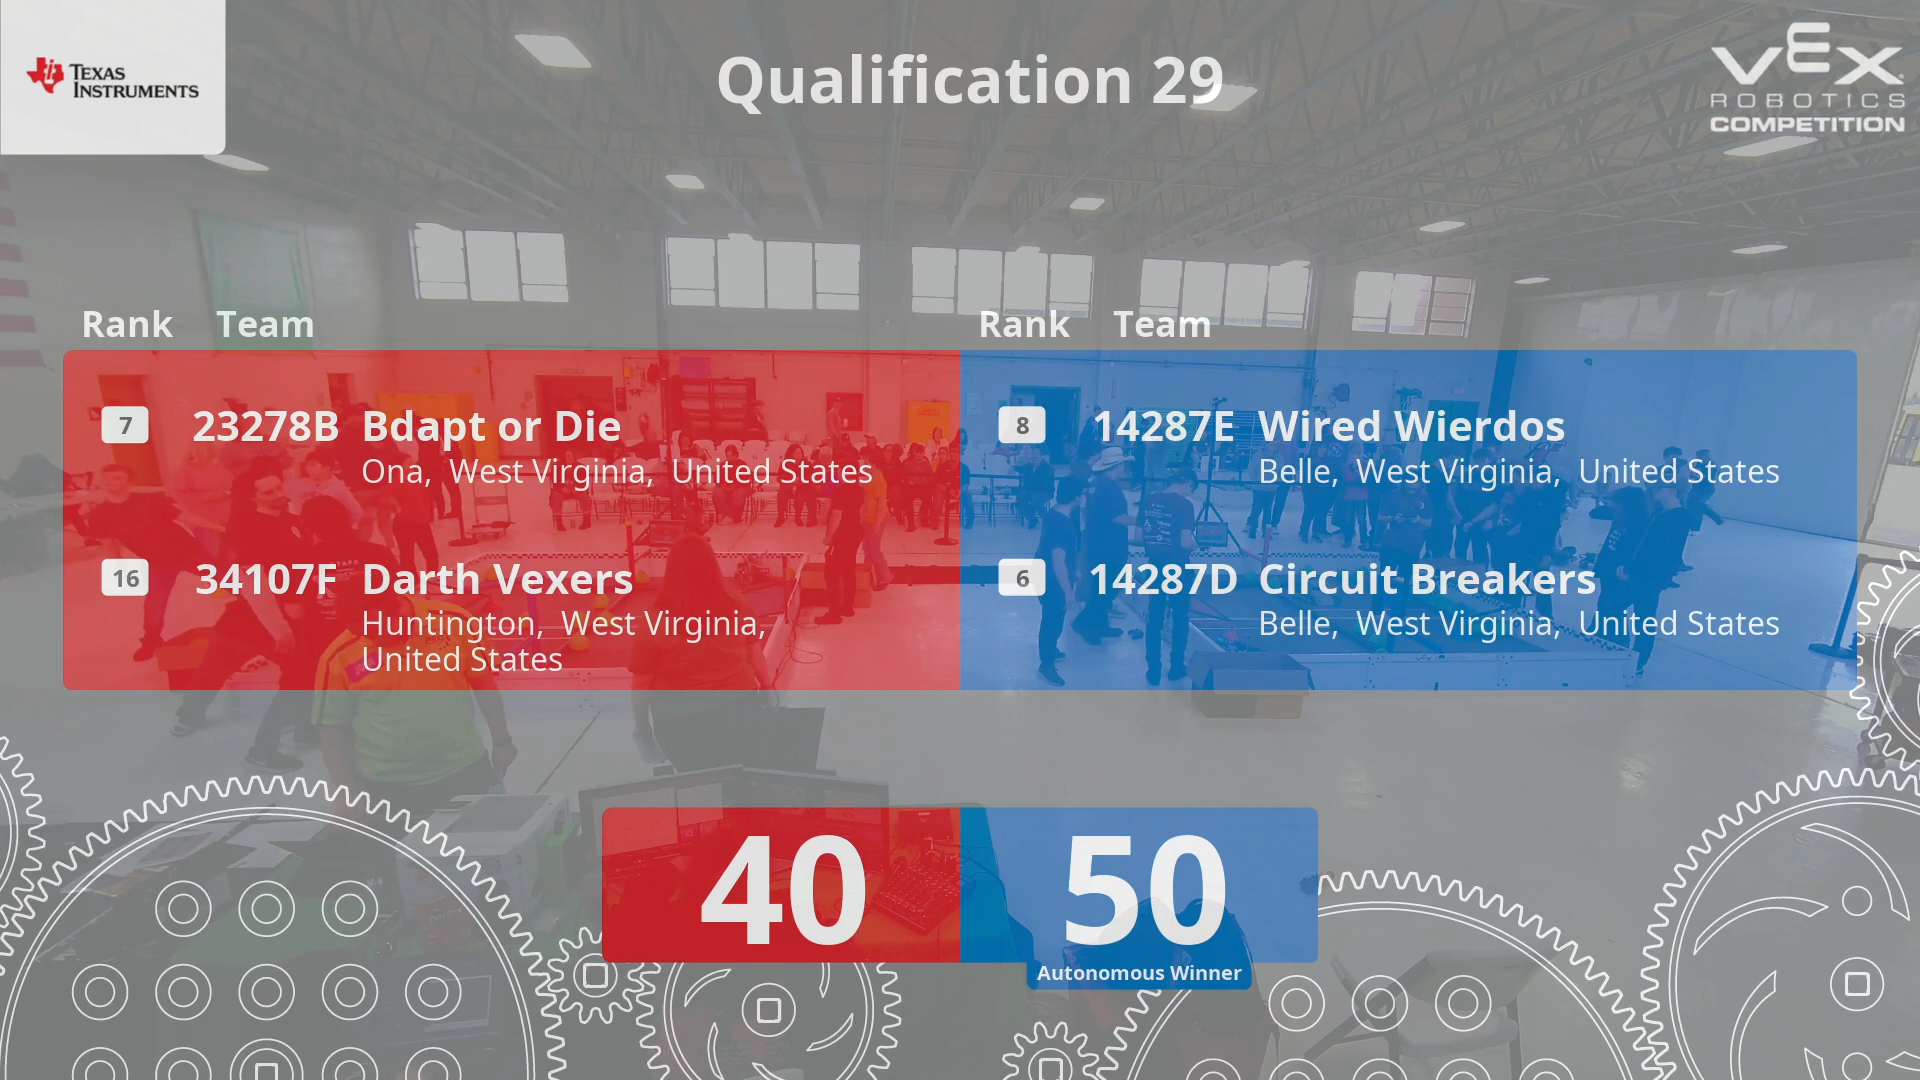 TEXAS
INSTRUMENTS
Qualification 29
VEX
ROBOTICS
COMPETITION
Rank Team
7 23278B Bdapt or Die
Ona, West Virginia, United States
16 34107F Darth Vexers
Huntington, West Virginia,
United States
Rank Team
8 14287E Wired Wierdos
Belle, West Virginia, United States
6 14287D Circuit Breakers
Belle, West Virginia, United States
40 50
Autonomous Winner